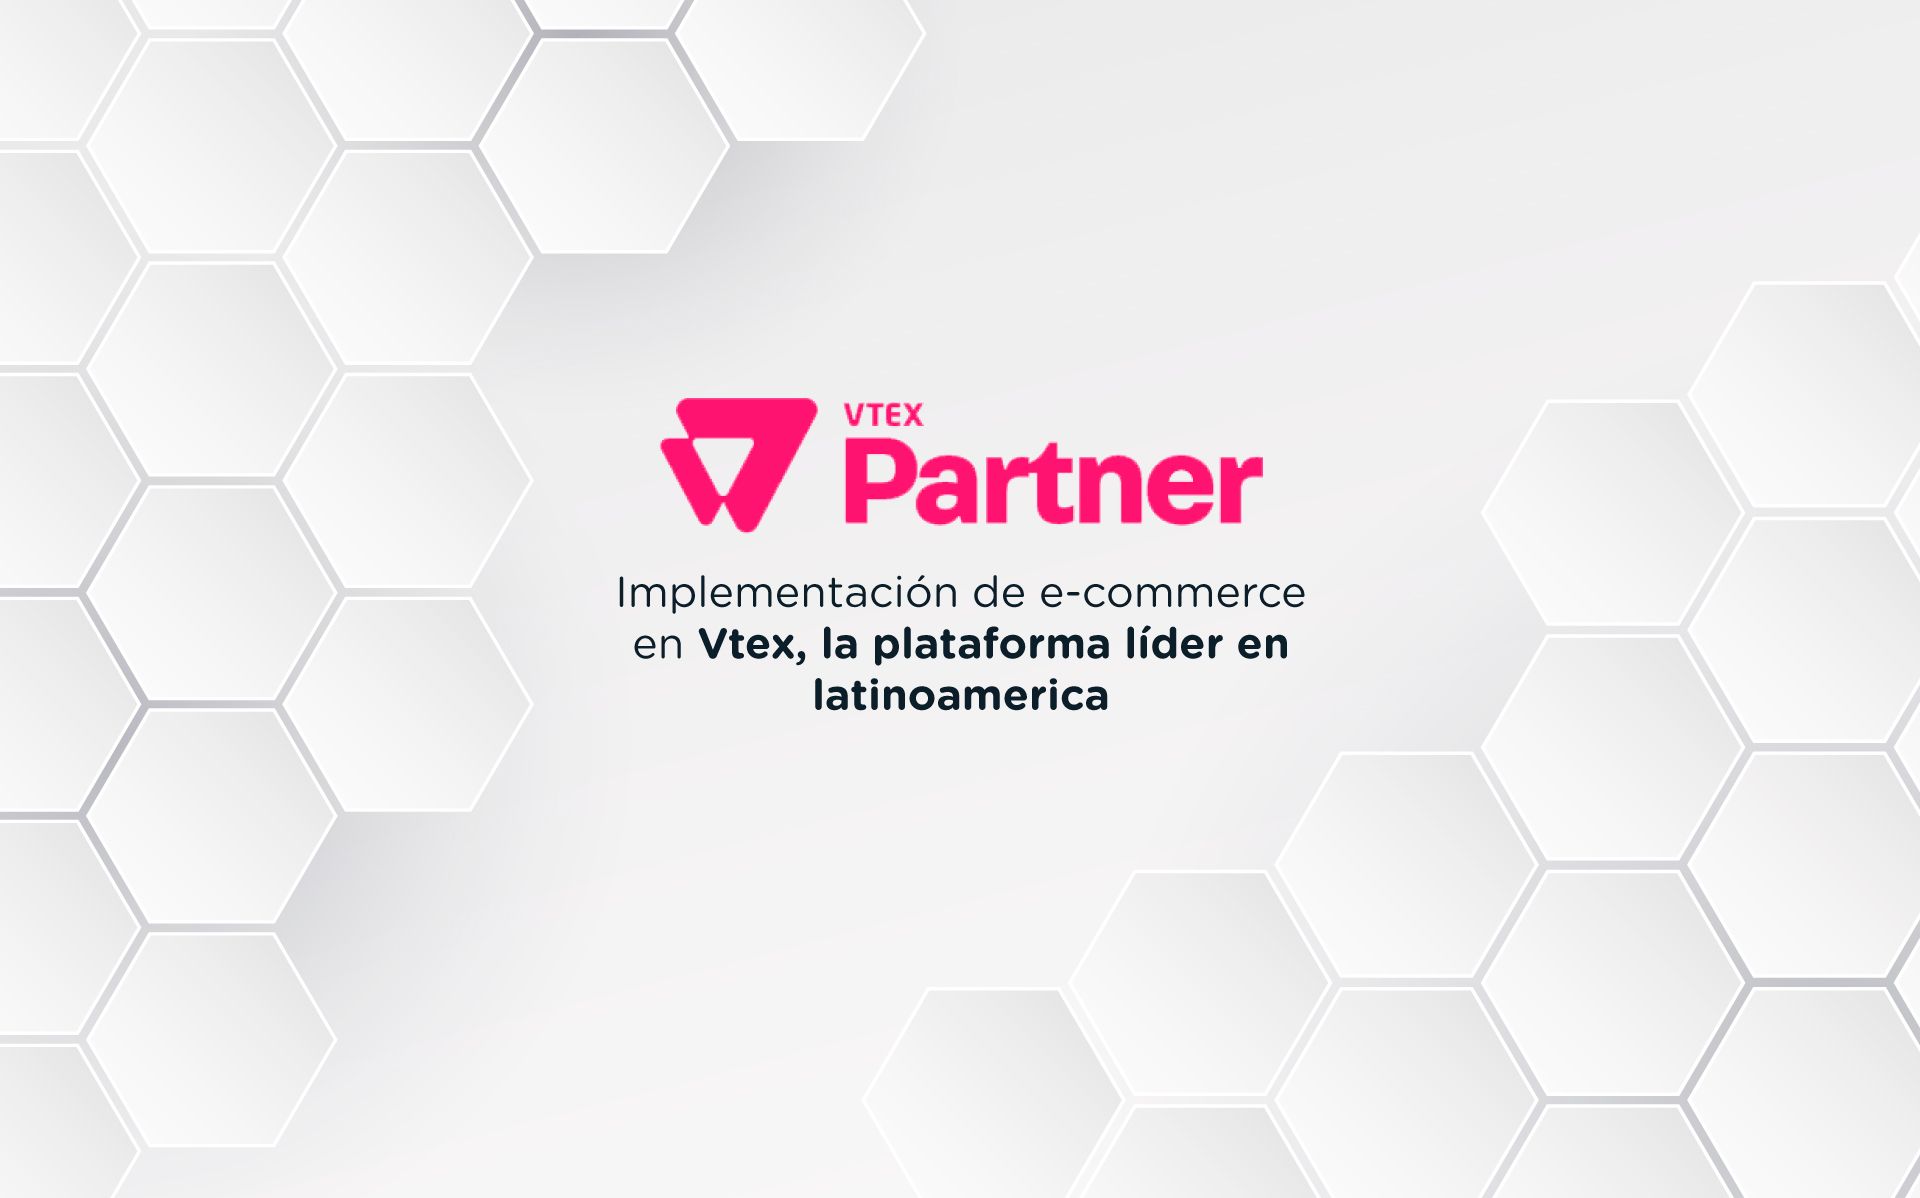 VTEX
Partner
Implementación de e-commerce
en Vtex, la plataforma líder en
latinoamerica